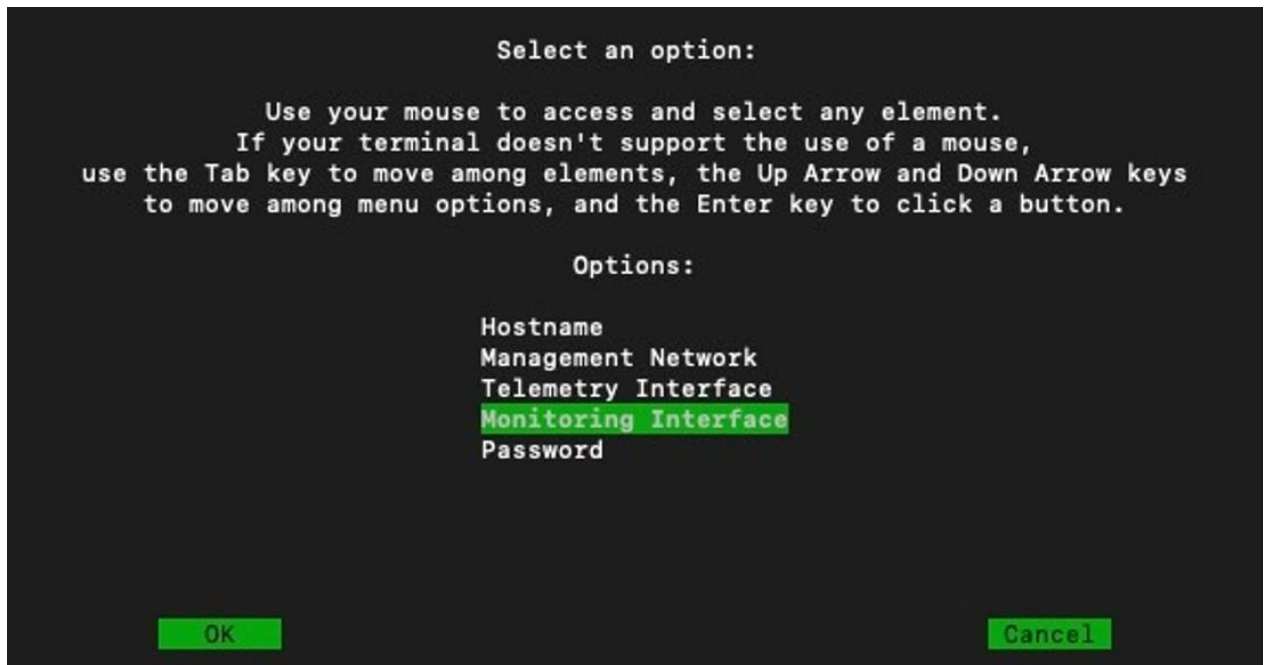 Select an option:
Use your mouse to access and select any element.
If your terminal doesn't support the use of a mouse,
use the Tab key to move among elements, the Up Arrow and Down Arrow keys
to move among menu options, and the Enter key to click a button.
Options:
Hostname
Management Network
Telemetry Interface
Monitoring Interface
Password
OK Cancel